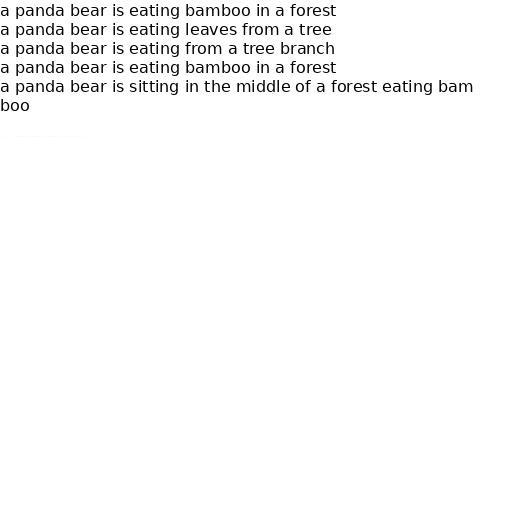 a panda bear is eating bamboo in a forest
a panda bear is eating leaves from a tree
a panda bear is eating from a tree branch
a panda bear is eating bamboo in a forest
a panda bear is sitting in the middle of a forest eating bam
boo